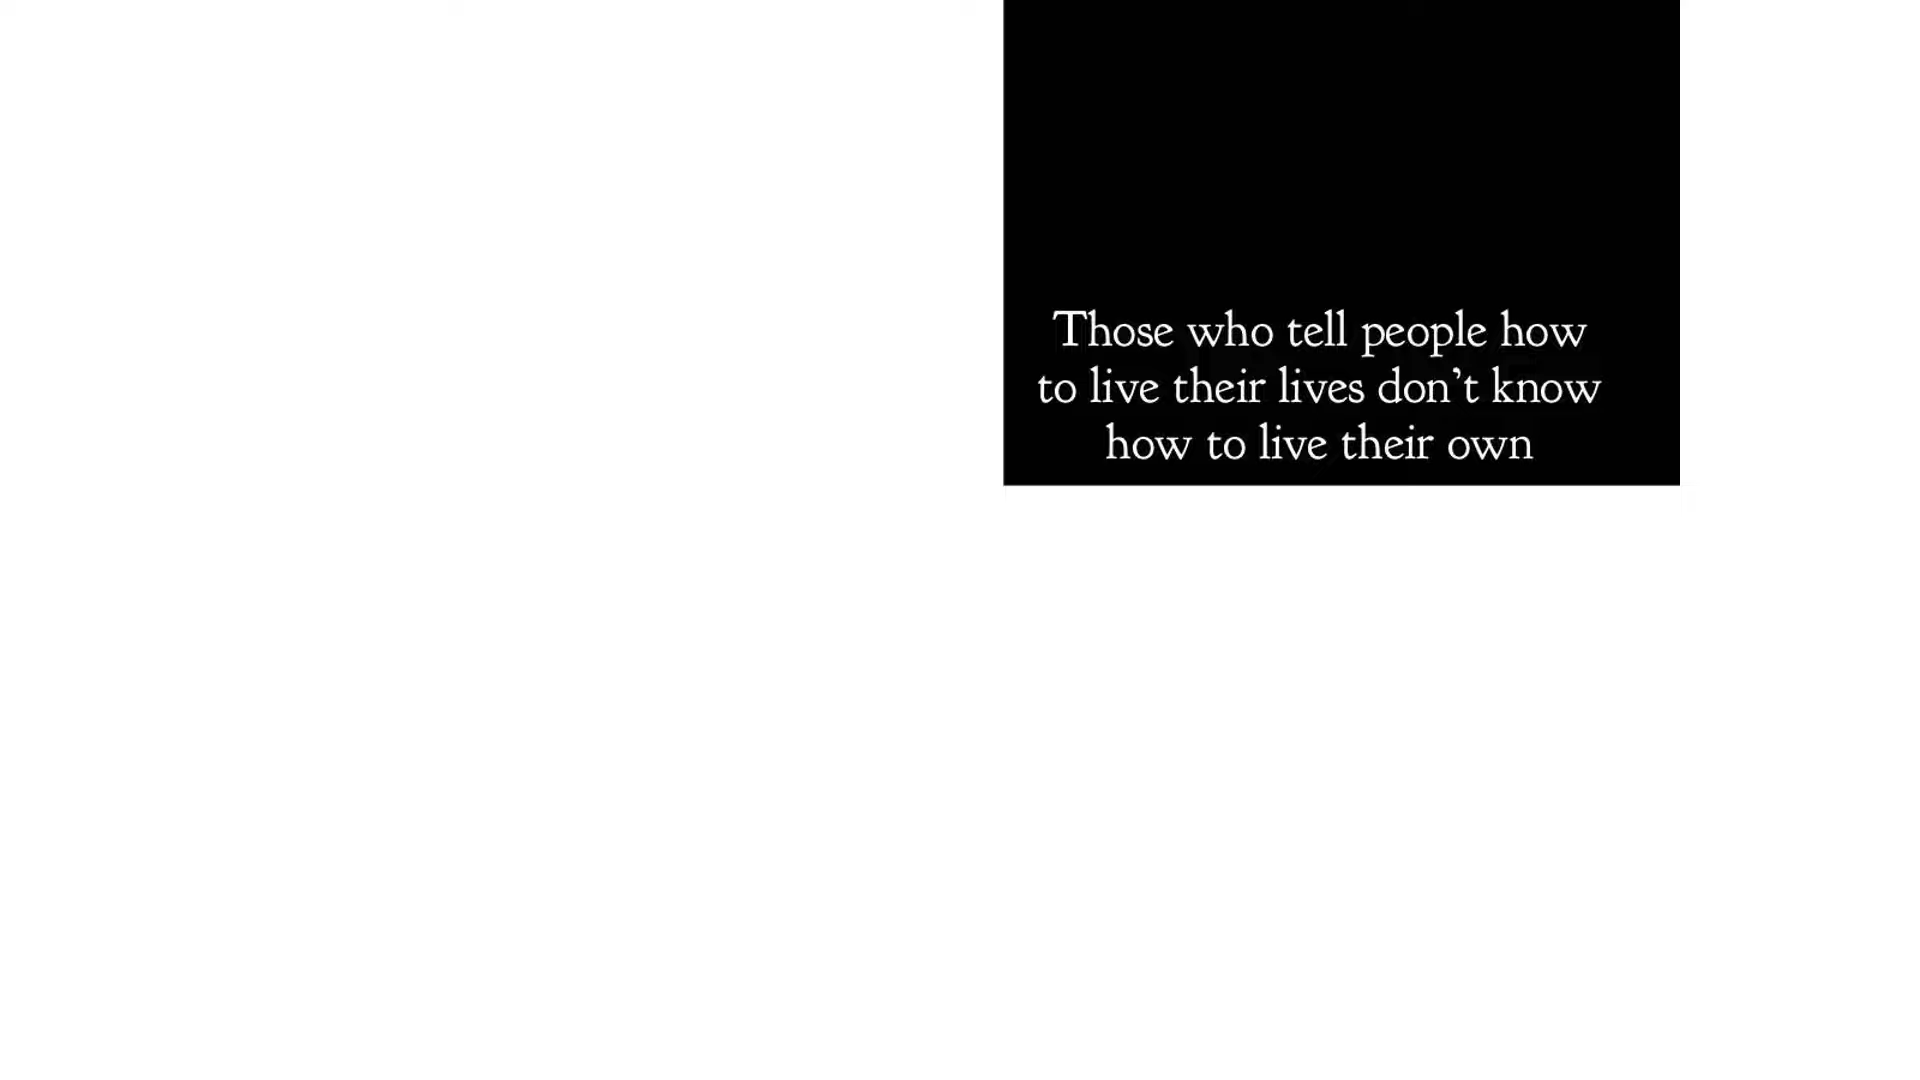 Those who tell people how
to live their lives don’t know
how to live their own